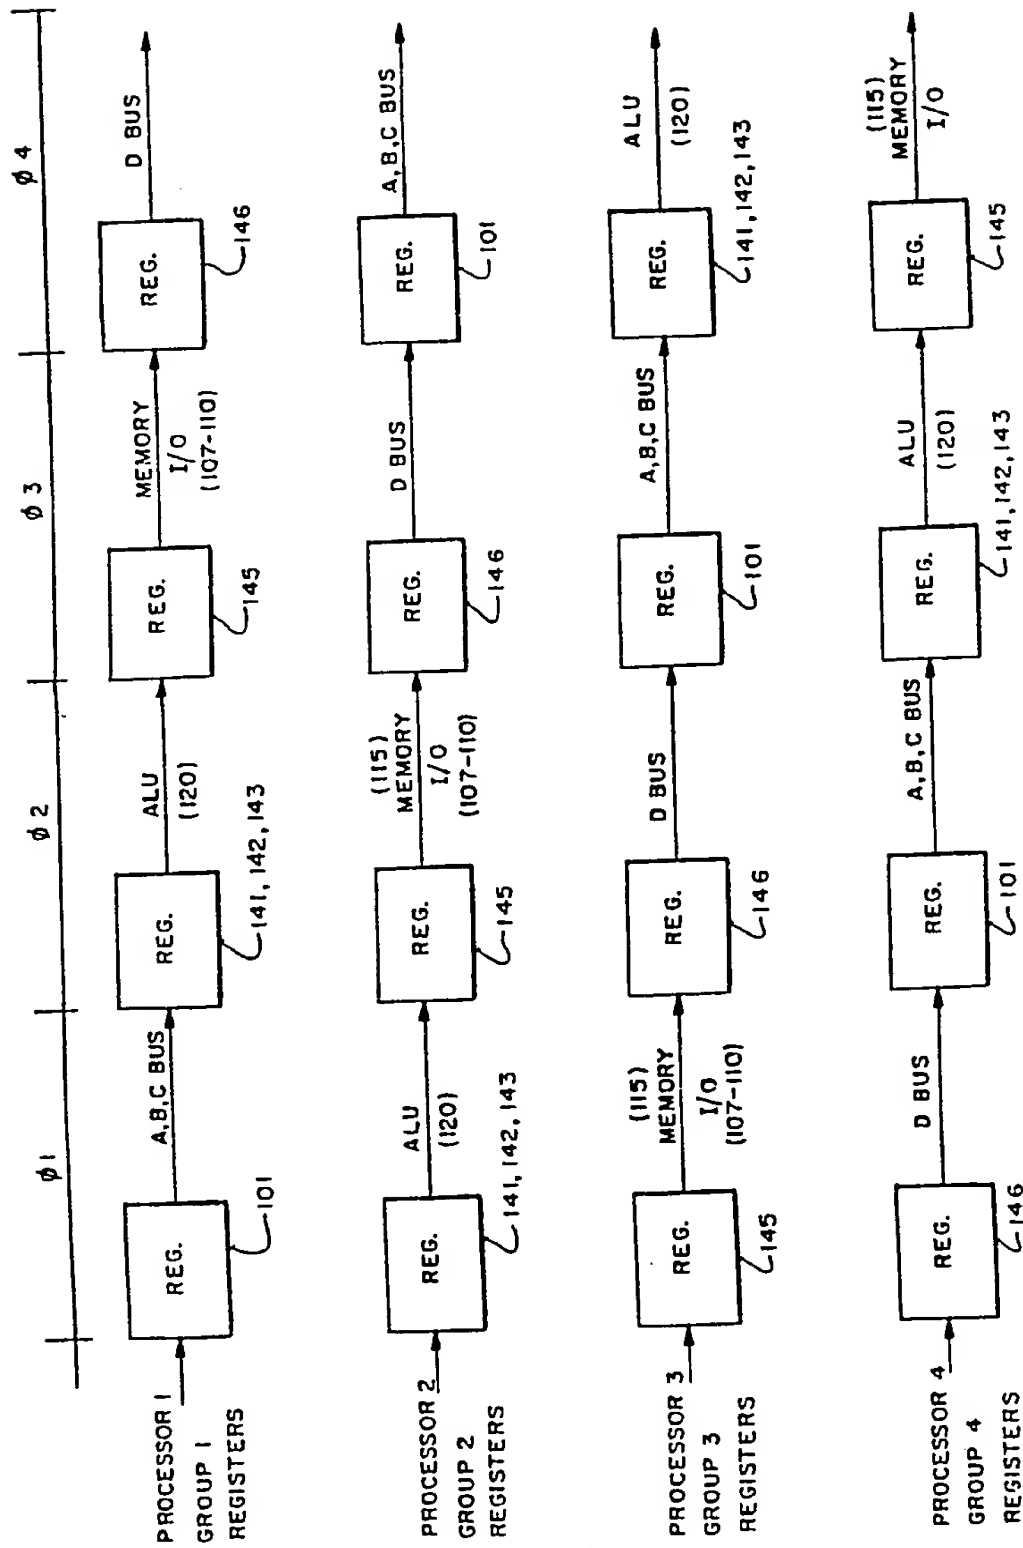 ø 1
ø 2
ø 3
ø 4
PROCESSOR 1
GROUP 1
REGISTERS
REG.
101
A,B,C BUS
REG.
141, 142, 143
ALU
(120)
REG.
145
MEMORY
I/O
(107-110)
REG.
146
D BUS
PROCESSOR 2
GROUP 2
REGISTERS
REG.
141, 142, 143
ALU
(120)
REG.
145
(115)
MEMORY
I/O
(107-110)
REG.
146
D BUS
REG.
101
A,B,C BUS
PROCESSOR 3
GROUP 3
REGISTERS
REG.
145
(115)
MEMORY
I/O
(107-110)
REG.
146
D BUS
REG.
101
A,B,C BUS
REG.
141, 142, 143
ALU
(120)
PROCESSOR 4
GROUP 4
REGISTERS
REG.
146
D BUS
REG.
101
A,B,C BUS
REG.
141, 142, 143
ALU
(120)
REG.
145
(115)
MEMORY
I/O